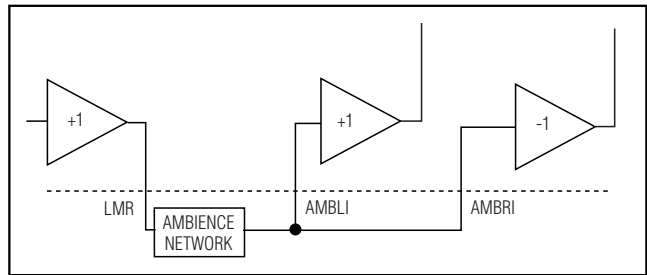 +1
+1
-1
LMR
AMBLI
AMBRI
AMBIENCE
NETWORK